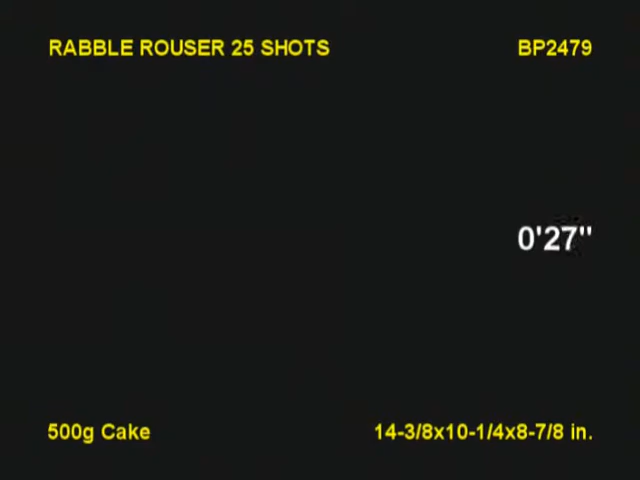 RABBLE ROUSER 25 SHOTS
BP2479
0'27"
500g Cake
14-3/8x10-1/4x8-7/8 in.